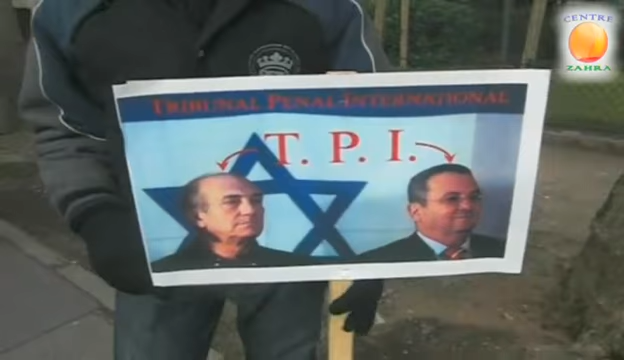 CENTRE
ZAHRA
TRIBUNAL PENAL INTERNATIONAL
T. P. I.